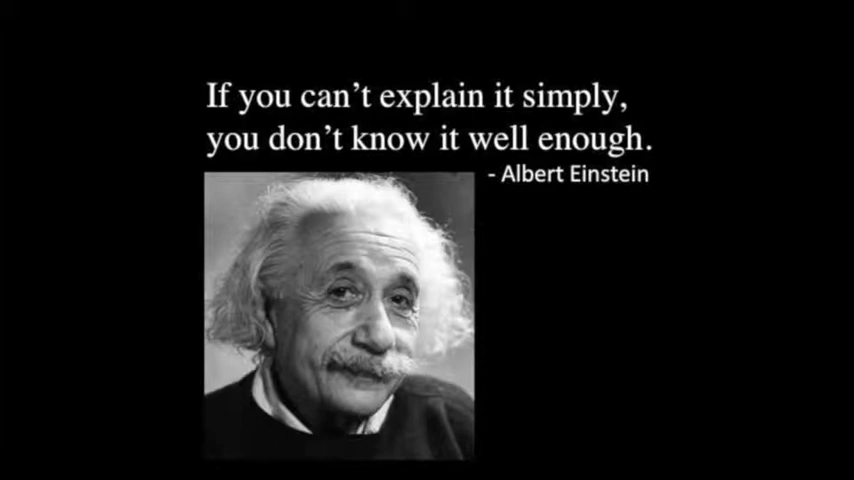 If you can't explain it simply,
you don't know it well enough.
- Albert Einstein